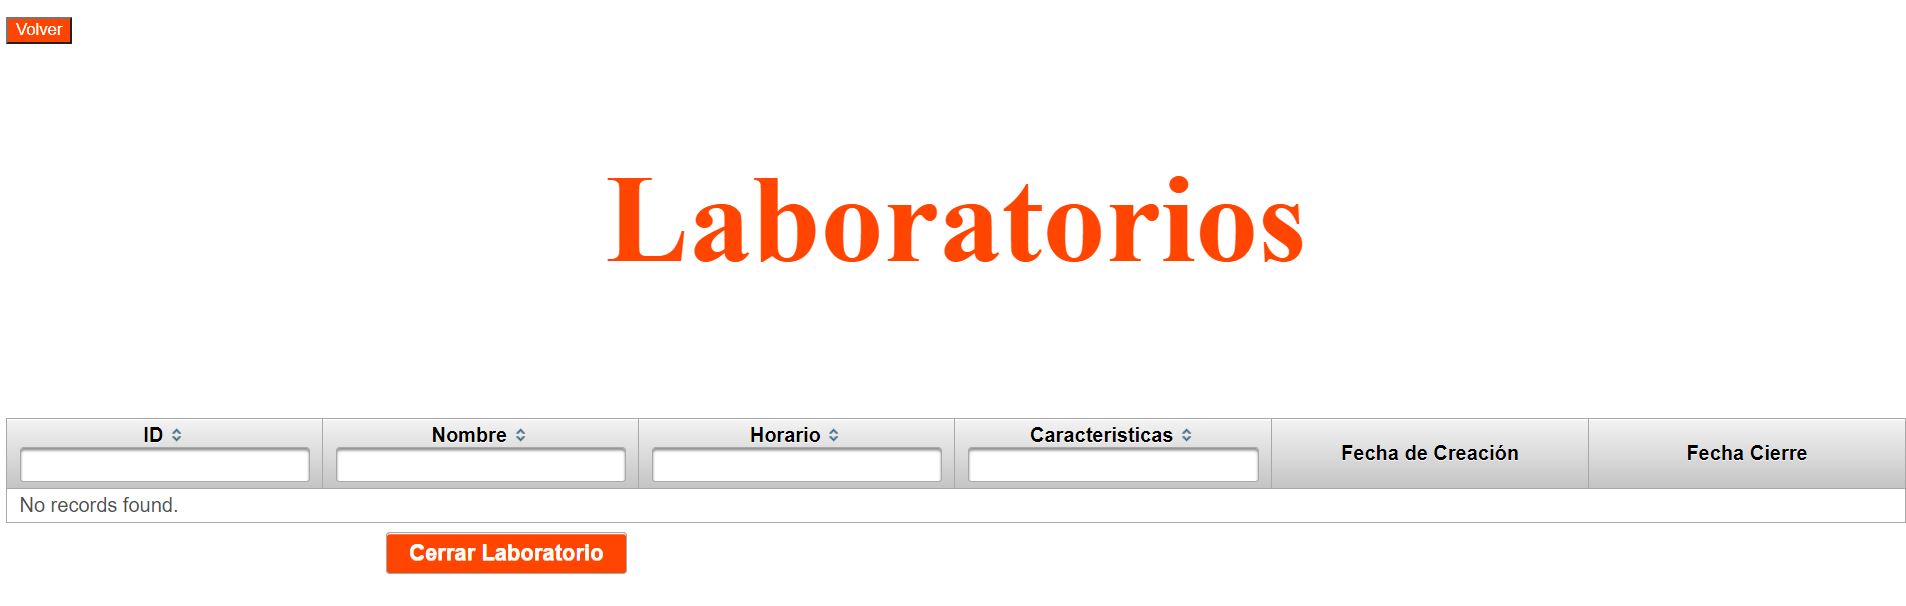 Volver
Laboratorios
ID Nombre Horario Caracteristicas Fecha de Creación Fecha Cierre
No records found.
Cerrar Laboratorio